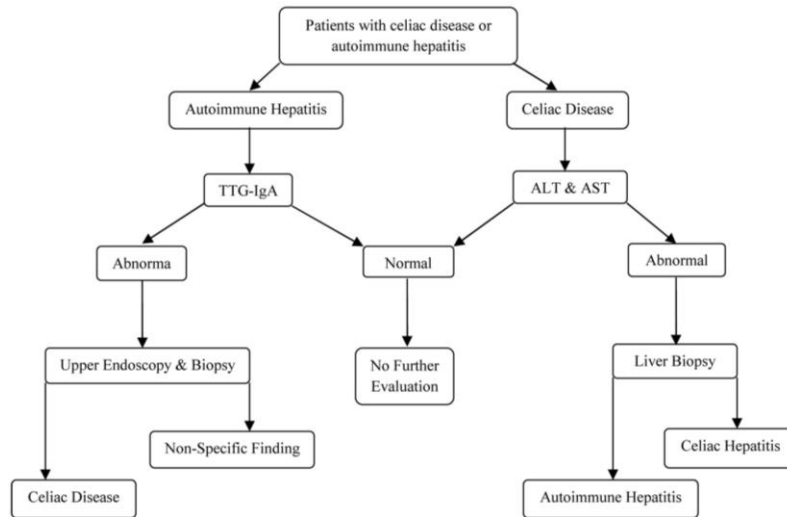 Patients with celiac disease or
autoimmune hepatitis
Autoimmune Hepatitis
Celiac Disease
TTG-IgA
ALT & AST
Abnorma
Normal
Abnormal
Upper Endoscopy & Biopsy
No Further
Evaluation
Liver Biopsy
Non-Specific Finding
Celiac Hepatitis
Celiac Disease
Autoimmune Hepatitis